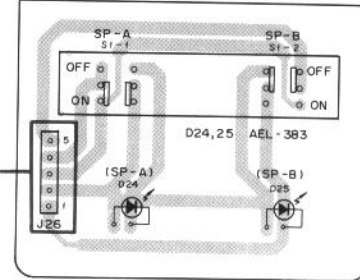 SP-A SP-B
S1-1 S1-2
OFF OFF
ON ON
5 D24,25 AEL-383
(SP-A) (SP-B)
D24 D25
1
J26